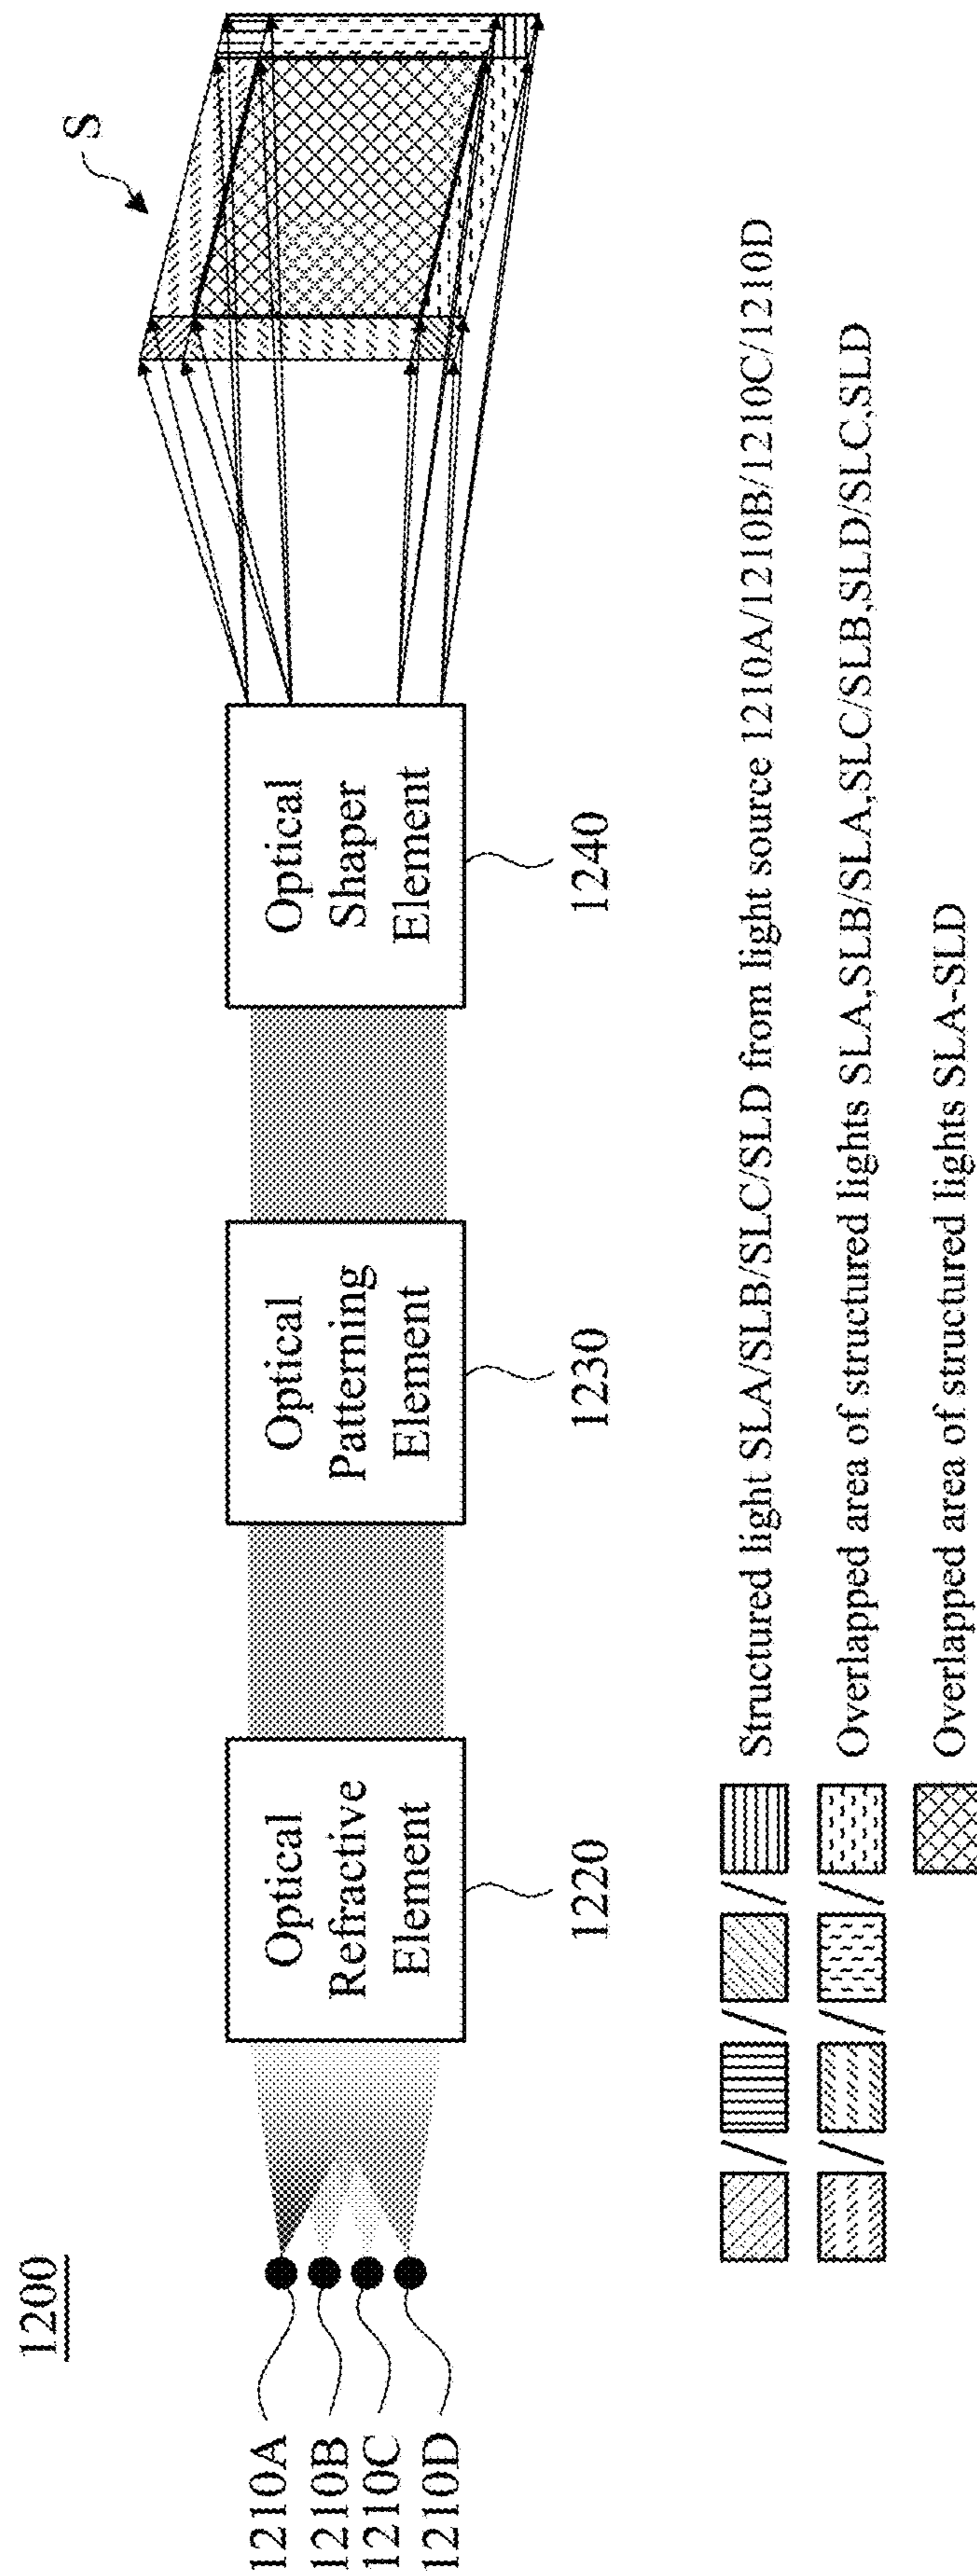 1200
S
1210A
1210B
1210C
1210D
Optical
Refractive
Element
1220
Optical
Patterning
Element
1230
Optical
Shaper
Element
1240
/ / / Structured light SLA/SLB/SLC/SLD from light source 1210A/1210B/1210C/1210D
/ / / Overlapped area of structured lights SLA,SLB/SLA,SLC/SLB,SLD/SLC,SLD
Overlapped area of structured lights SLA-SLD